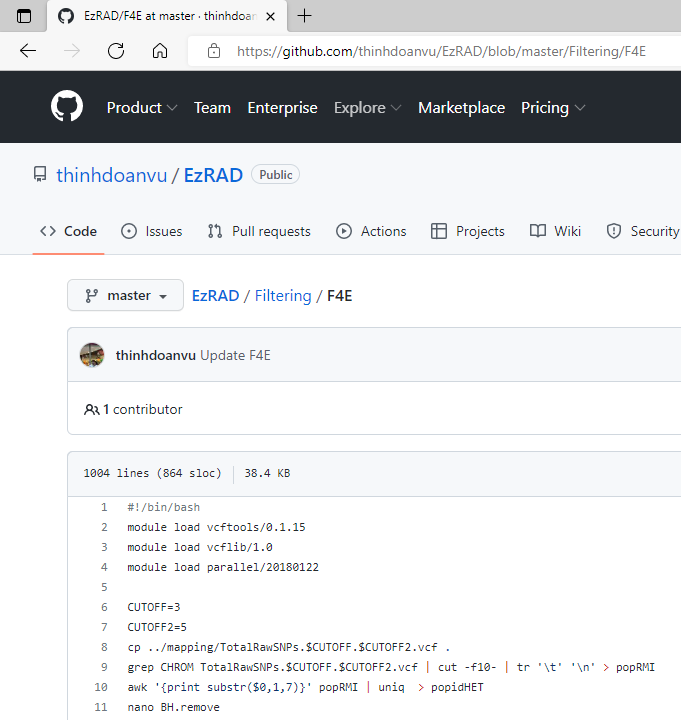 EzRAD/F4E at master · thinhdoan
https://github.com/thinhdoanvu/EzRAD/blob/master/Filtering/F4E
Product Team Enterprise Explore Marketplace Pricing
thinhdoanvu / EzRAD Public
Code Issues Pull requests Actions Projects Wiki Security
master EzRAD / Filtering / F4E
thinhdoanvu Update F4E
1 contributor
1004 lines (864 sloc) 38.4 KB
1 #!/bin/bash
2 module load vcftools/0.1.15
3 module load vcflib/1.0
4 module load parallel/20180122
5
6 CUTOFF=3
7 CUTOFF2=5
8 cp ../mapping/TotalRawSNPs.$CUTOFF.$CUTOFF2.vcf .
9 grep CHROM TotalRawSNPs.$CUTOFF.$CUTOFF2.vcf | cut -f10- | tr '\t' '\n' > popRMI
10 awk '{print substr($0,1,7)}' popRMI | uniq  > popidHET
11 nano BH.remove